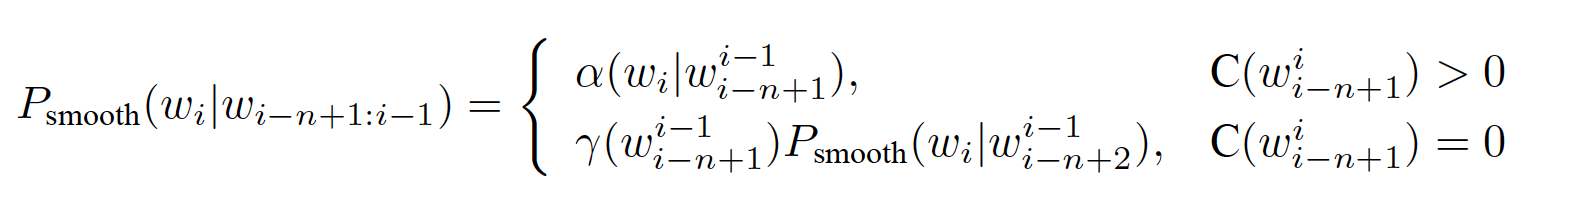 P_smooth(w_i|w_{i−n+1:i−1}) = { α(w_i|w_{i−n+1}^{i−1}), C(w_{i−n+1}^{i}) > 0
γ(w_{i−n+1}^{i−1})P_smooth(w_i|w_{i−n+2}^{i−1}), C(w_{i−n+1}^{i}) = 0